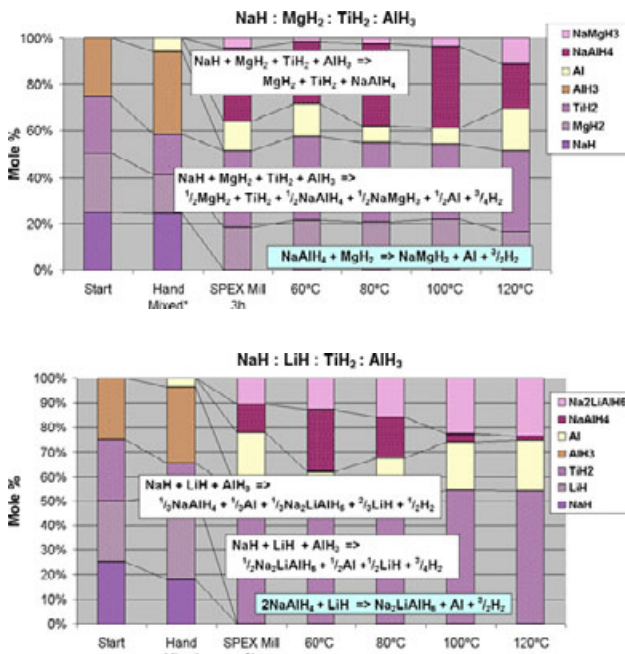 NaH : MgH₂ : TiH₂ : AlH₃
100%
80%
60%
40%
20%
0%
Mole %
NaH + MgH₂ + TiH₂ + AlH₃ =>
MgH₂ + TiH₂ + NaAlH₄
NaH + MgH₂ + TiH₂ + AlH₃ =>
¹/₂MgH₂ + TiH₂ + ¹/₂NaAlH₄ + ¹/₂NaMgH₃ + ¹/₂Al + ³/₄H₂
NaAlH₄ + MgH₂ => NaMgH₃ + Al + ³/₂H₂
Start
Hand Mixed*
SPEX Mill 3h
60°C
80°C
100°C
120°C
NaMgH3
NaAlH4
Al
AlH3
TiH2
MgH2
NaH
NaH : LiH : TiH₂ : AlH₃
100%
90%
80%
70%
60%
50%
40%
30%
20%
10%
0%
Mole %
NaH + LiH + AlH₃ =>
¹/₃NaAlH₄ + ¹/₃Al + ¹/₃Na₂LiAlH₆ + ²/₃LiH + ¹/₂H₂
NaH + LiH + AlH₃ =>
¹/₂Na₂LiAlH₆ + ¹/₂Al + ¹/₂LiH + ³/₄H₂
2NaAlH₄ + LiH => Na₂LiAlH₆ + Al + ³/₂H₂
Start
Hand
SPEX Mill
60°C
80°C
100°C
120°C
Na2LiAlH6
NaAlH4
Al
AlH3
TiH2
LiH
NaH